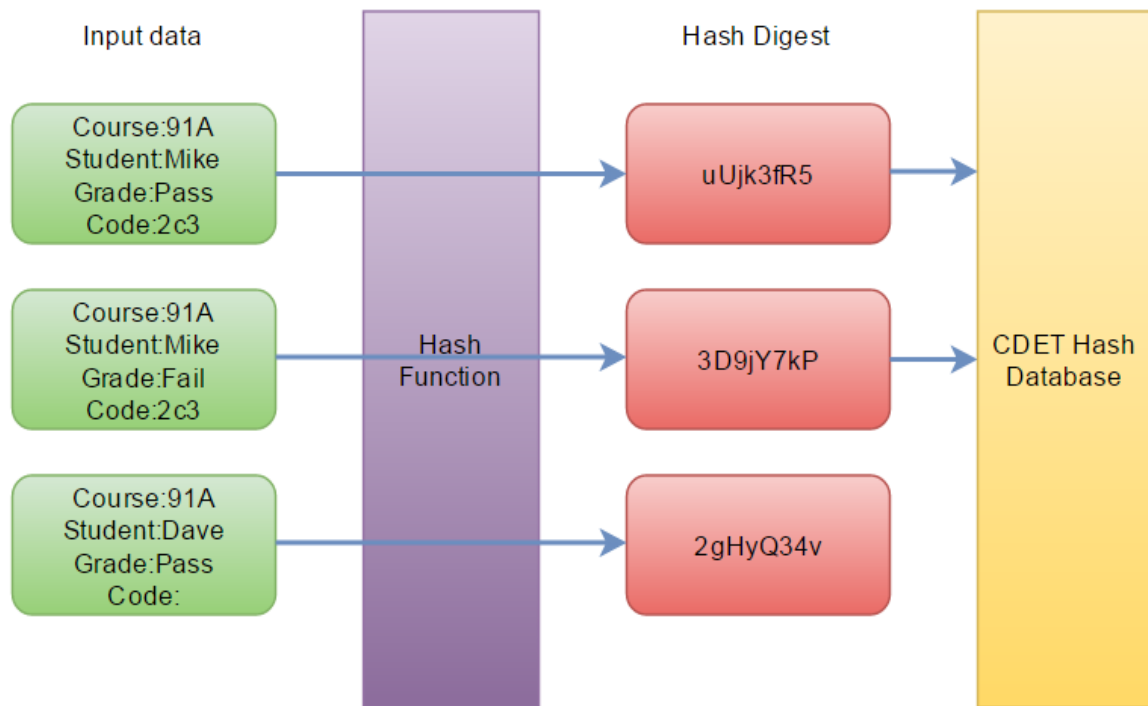 Input data
Hash Digest
Course:91A
Student:Mike
Grade:Pass
Code:2c3
uUjk3fR5
Course:91A
Student:Mike
Grade:Fail
Code:2c3
Hash
Function
3D9jY7kP
CDET Hash
Database
Course:91A
Student:Dave
Grade:Pass
Code:
2gHyQ34v